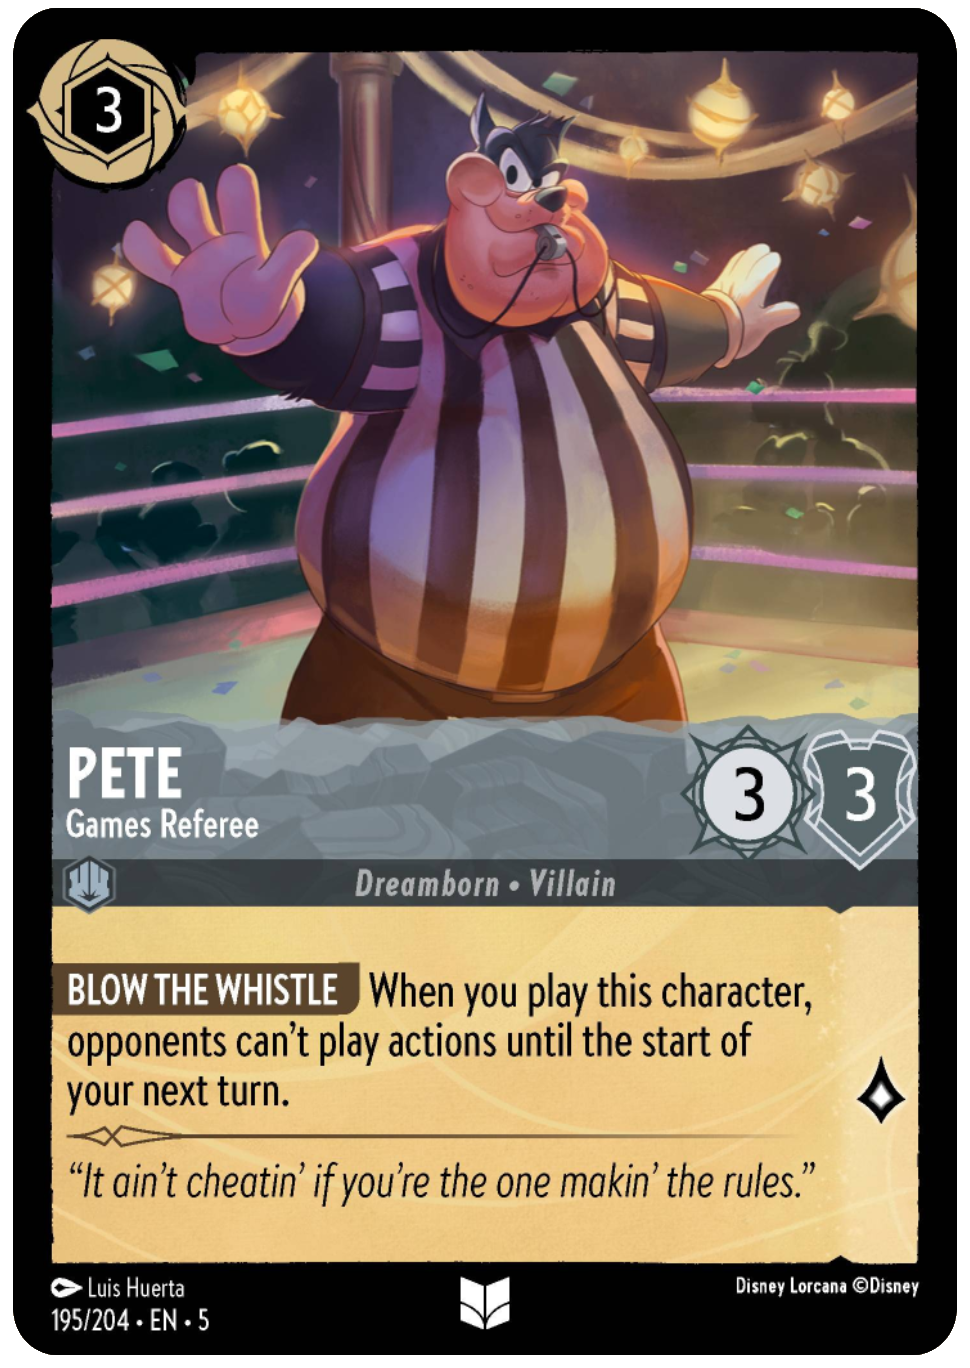 3
PETE
Games Referee
3
3
Dreamborn • Villain
BLOW THE WHISTLE When you play this character,
opponents can’t play actions until the start of
your next turn.
“It ain’t cheatin’ if you’re the one makin’ the rules.”
Luis Huerta
195/204 • EN • 5
Disney Lorcana ©Disney